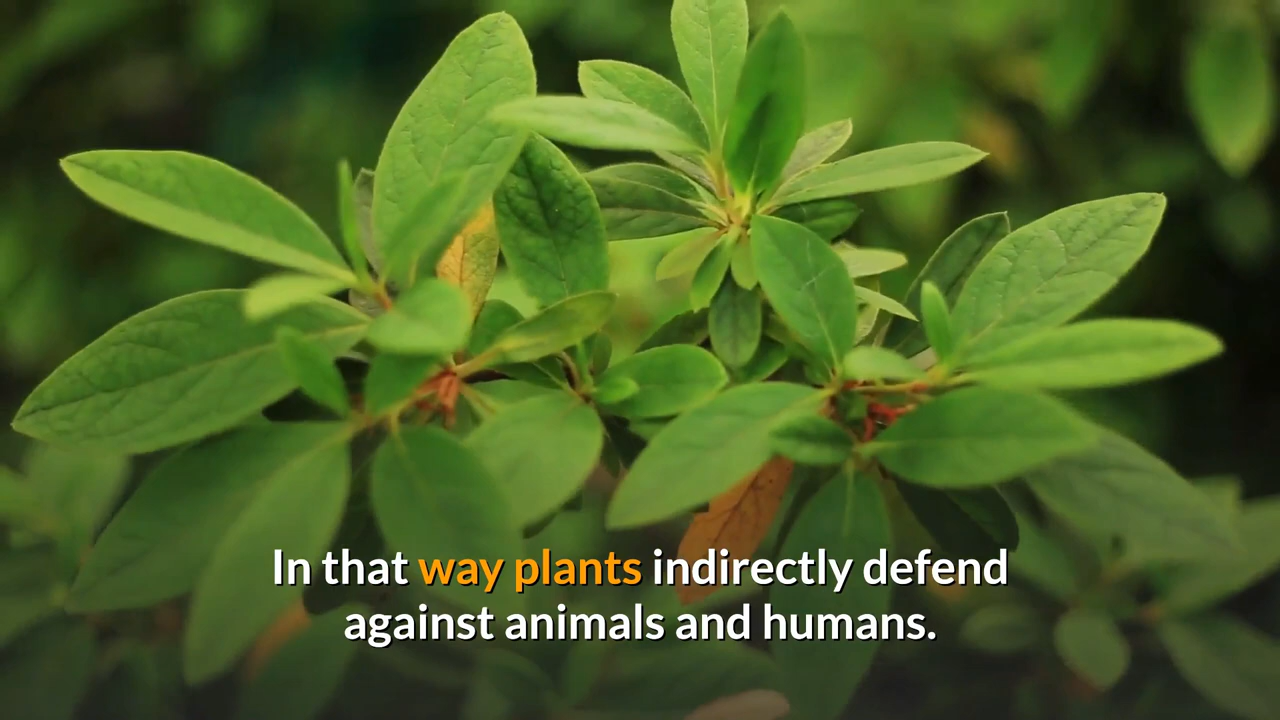 In that way plants indirectly defend
against animals and humans.